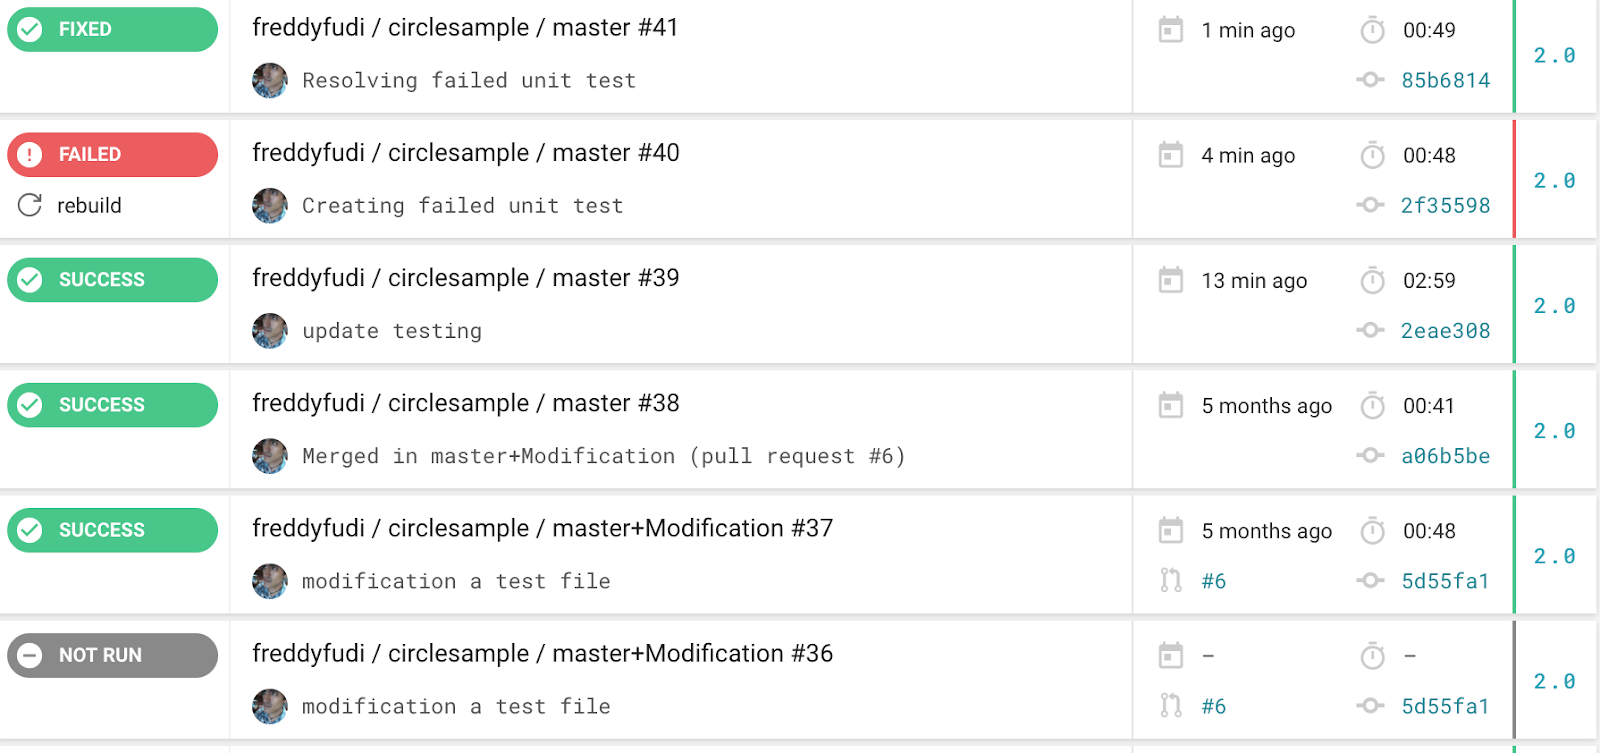 FIXED
freddyfudi / circlesample / master #41
1 min ago
00:49
Resolving failed unit test
85b6814
2.0
FAILED
freddyfudi / circlesample / master #40
4 min ago
00:48
rebuild
Creating failed unit test
2f35598
2.0
SUCCESS
freddyfudi / circlesample / master #39
13 min ago
02:59
update testing
2eae308
2.0
SUCCESS
freddyfudi / circlesample / master #38
5 months ago
00:41
Merged in master+Modification (pull request #6)
a06b5be
2.0
SUCCESS
freddyfudi / circlesample / master+Modification #37
5 months ago
00:48
modification a test file
#6
5d55fa1
2.0
NOT RUN
freddyfudi / circlesample / master+Modification #36
–
–
modification a test file
#6
5d55fa1
2.0